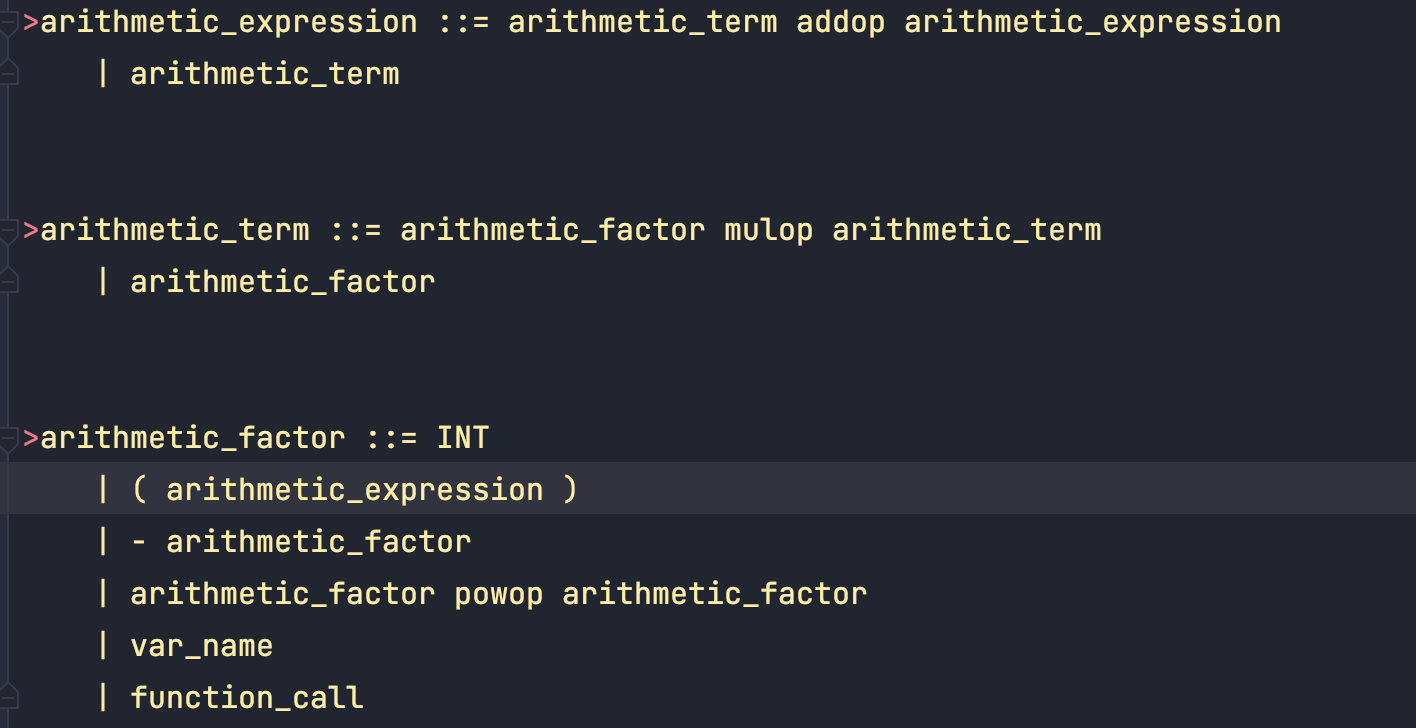 >arithmetic_expression ::= arithmetic_term addop arithmetic_expression
| arithmetic_term
>arithmetic_term ::= arithmetic_factor mulop arithmetic_term
| arithmetic_factor
>arithmetic_factor ::= INT
| ( arithmetic_expression )
| - arithmetic_factor
| arithmetic_factor powop arithmetic_factor
| var_name
| function_call